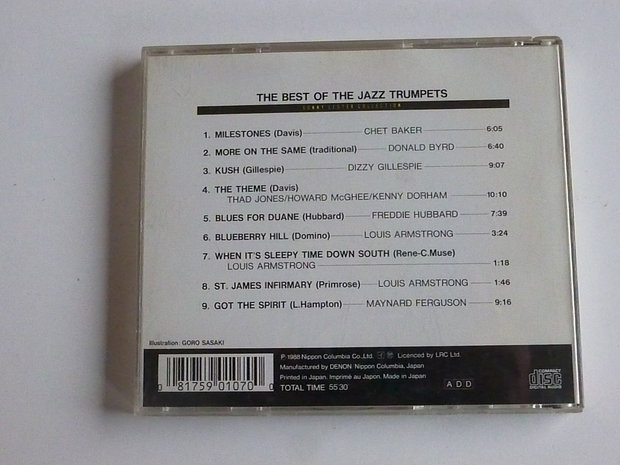 THE BEST OF THE JAZZ TRUMPETS
SONNY LESTER COLLECTION
1. MILESTONES (Davis) CHET BAKER 6:05
2. MORE ON THE SAME (traditional) DONALD BYRD 6:40
3. KUSH (Gillespie) DIZZY GILLESPIE 9:07
4. THE THEME (Davis)
THAD JONES/HOWARD McGHEE/KENNY DORHAM 10:10
5. BLUES FOR DUANE (Hubbard) FREDDIE HUBBARD 7:39
6. BLUEBERRY HILL (Domino) LOUIS ARMSTRONG 3:24
7. WHEN IT'S SLEEPY TIME DOWN SOUTH (Rene-C.Muse)
LOUIS ARMSTRONG 1:18
8. ST. JAMES INFIRMARY (Primrose) LOUIS ARMSTRONG 1:46
9. GOT THE SPIRIT (L.Hampton) MAYNARD FERGUSON 9:16
Illustration: GORO SASAKI
0 81759 01070 0
℗ 1988 Nippon Columbia Co., Ltd. Licenced by LRC Ltd.
Manufactured by DENON Nippon Columbia, Japan
Printed in Japan. Imprimé au Japon. Made in Japan
TOTAL TIME 55 30
ADD
COMPACT
disc
DIGITAL AUDIO